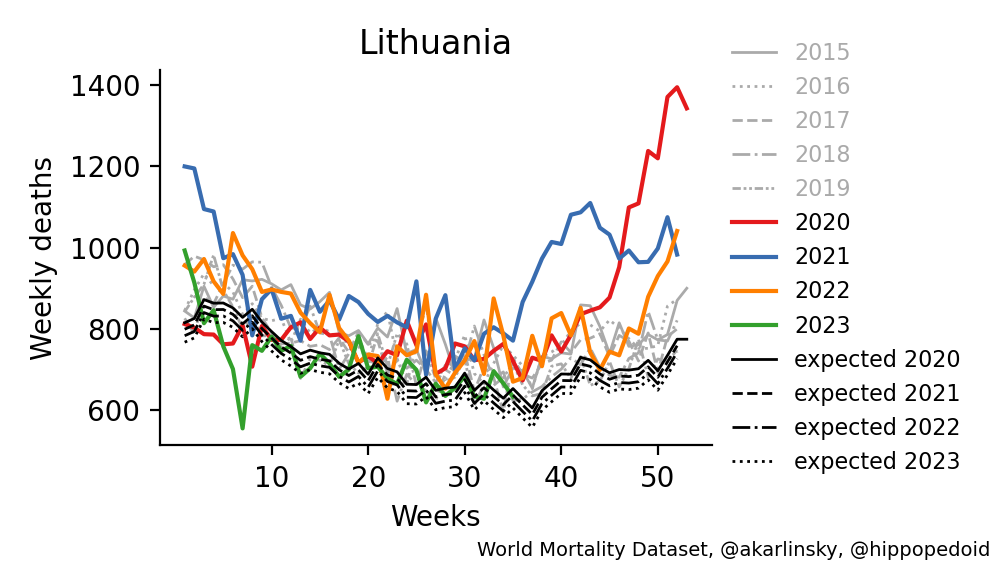 Lithuania
Weekly deaths
1400
1200
1000
800
600
10 20 30 40 50
Weeks
2015
2016
2017
2018
2019
2020
2021
2022
2023
expected 2020
expected 2021
expected 2022
expected 2023
World Mortality Dataset, @akarlinsky, @hippopedoid